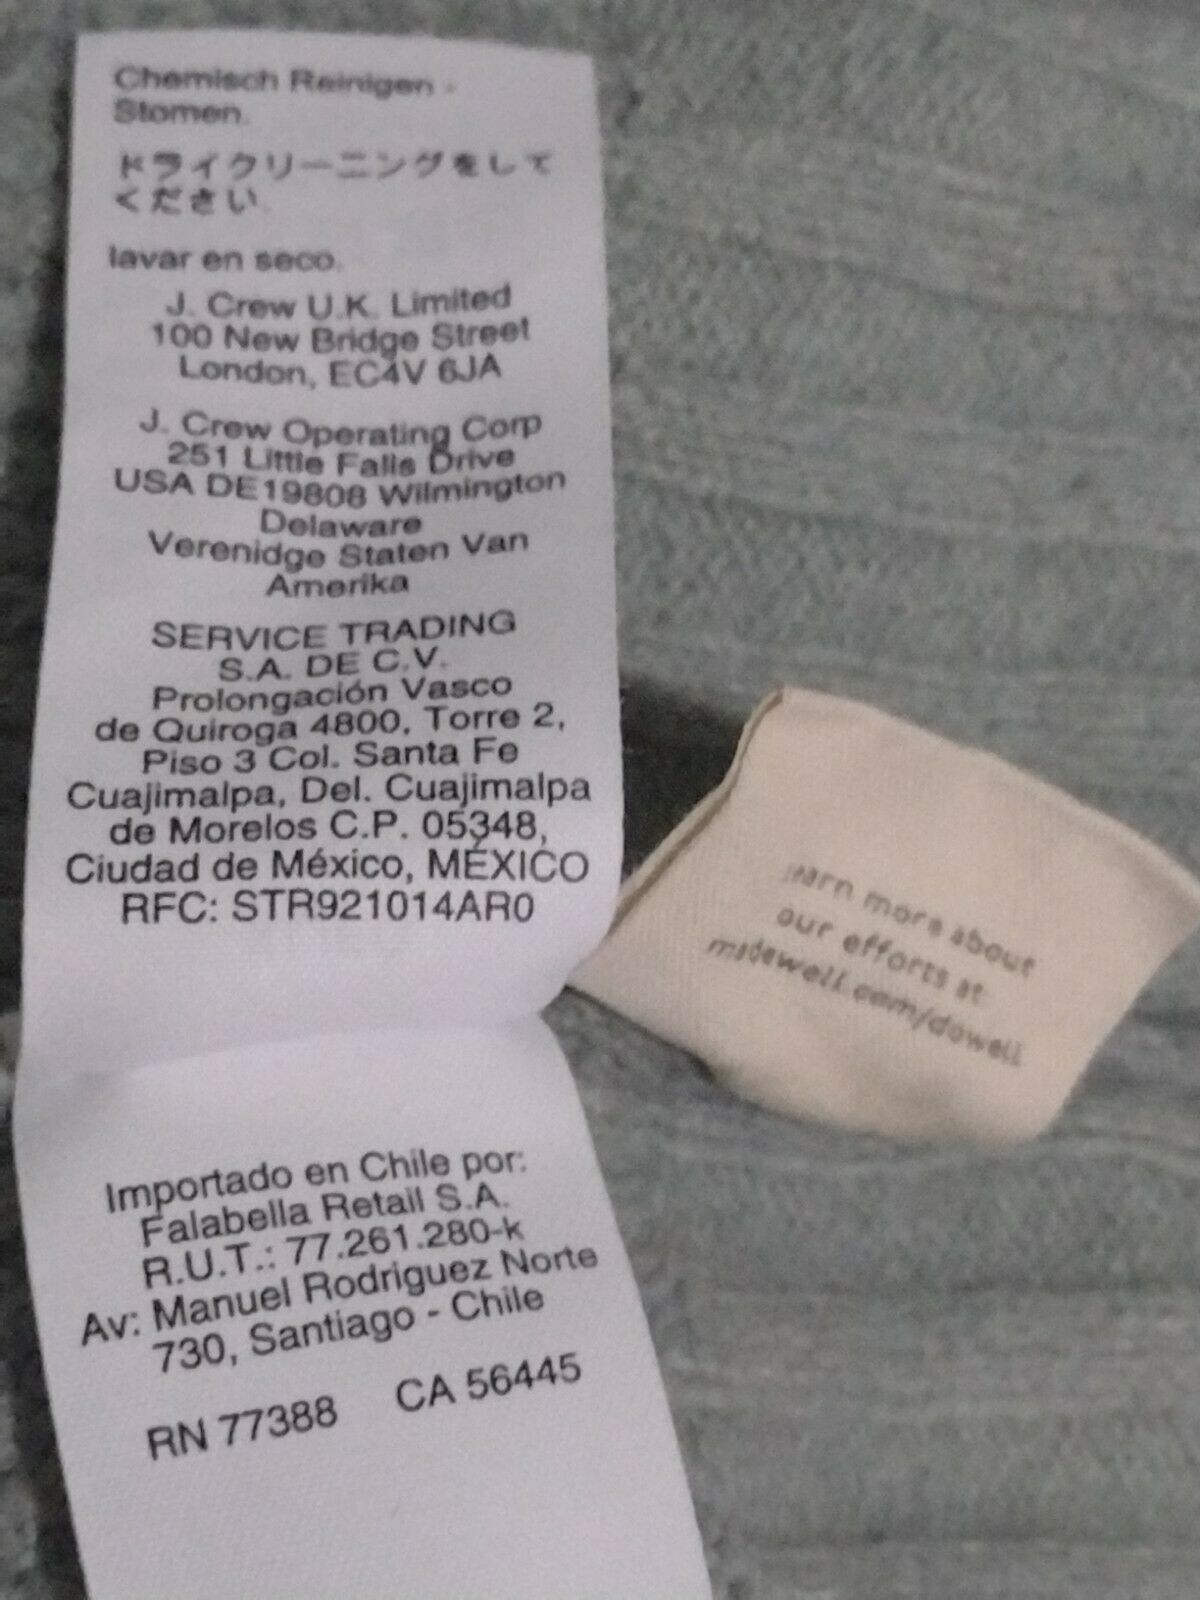 Chemisch Reinigen -
Stomen.
ドライクリーニングをして
ください.
lavar en seco.
J. Crew U.K. Limited
100 New Bridge Street
London, EC4V 6JA
J. Crew Operating Corp
251 Little Falls Drive
USA DE19808 Wilmington
Delaware
Verenidge Staten Van
Amerika
SERVICE TRADING
S.A. DE C.V.
Prolongación Vasco
de Quiroga 4800, Torre 2,
Piso 3 Col. Santa Fe
Cuajimalpa, Del. Cuajimalpa
de Morelos C.P. 05348,
Ciudad de México, MÉXICO
RFC: STR921014AR0
Importado en Chile por:
Falabella Retail S.A.
R.U.T.: 77.261.280-k
Av: Manuel Rodriguez Norte
730, Santiago - Chile
RN 77388 CA 56445
learn more about
our efforts at
madewell.com/dowell